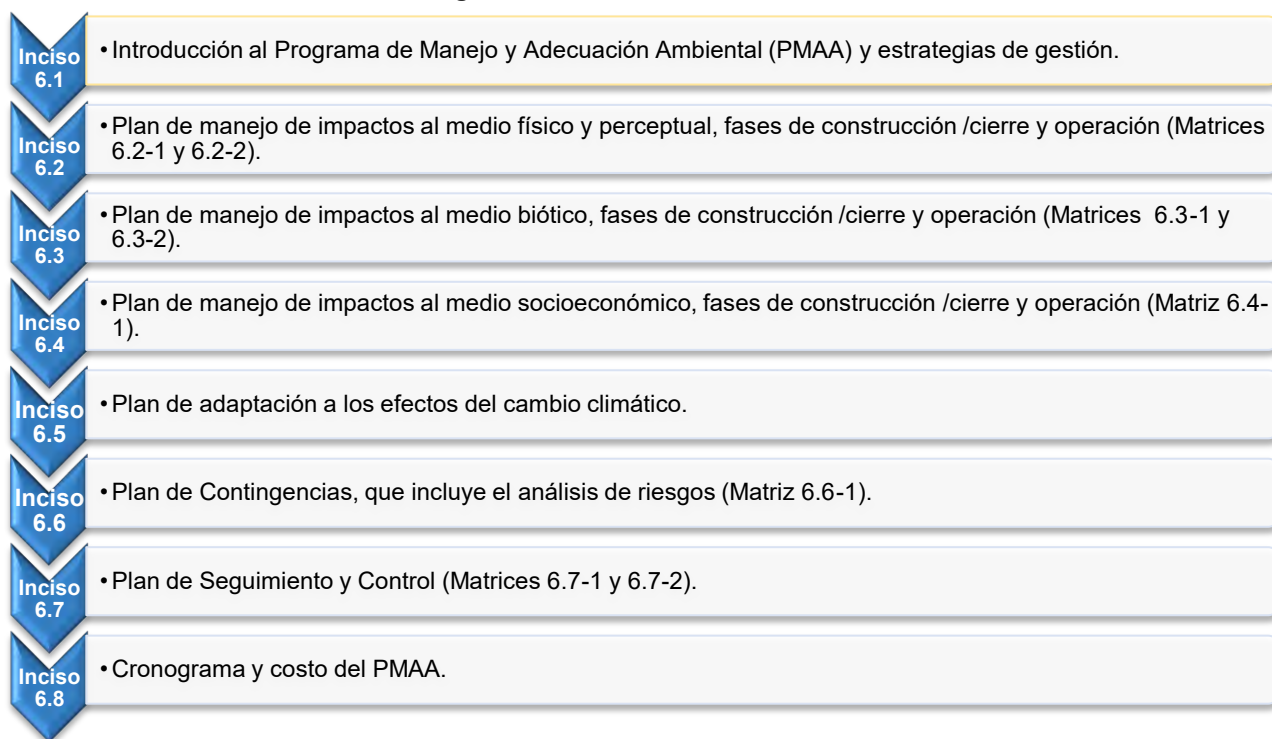 Inciso
6.1
• Introducción al Programa de Manejo y Adecuación Ambiental (PMAA) y estrategias de gestión.
Inciso
6.2
• Plan de manejo de impactos al medio físico y perceptual, fases de construcción /cierre y operación (Matrices
6.2-1 y 6.2-2).
Inciso
6.3
• Plan de manejo de impactos al medio biótico, fases de construcción /cierre y operación (Matrices 6.3-1 y
6.3-2).
Inciso
6.4
• Plan de manejo de impactos al medio socioeconómico, fases de construcción /cierre y operación (Matriz 6.4-
1).
Inciso
6.5
• Plan de adaptación a los efectos del cambio climático.
Inciso
6.6
• Plan de Contingencias, que incluye el análisis de riesgos (Matriz 6.6-1).
Inciso
6.7
• Plan de Seguimiento y Control (Matrices 6.7-1 y 6.7-2).
Inciso
6.8
• Cronograma y costo del PMAA.